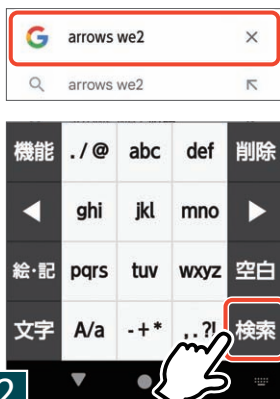 arrows we2
arrows we2
機能 ./@ abc def 削除
ghi jkl mno
絵・記 pqrs tuv wxyz 空白
文字 A/a -+* ,.?! 検索
2